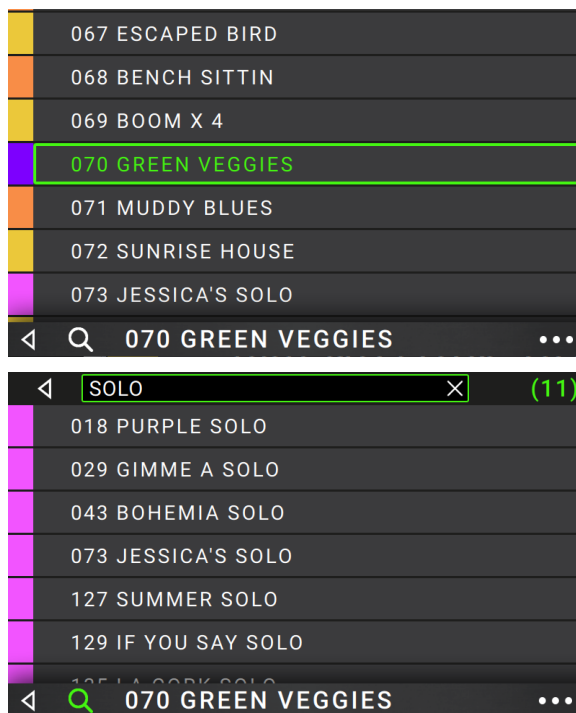 067 ESCAPED BIRD
068 BENCH SITTIN
069 BOOM X 4
070 GREEN VEGGIES
071 MUDDY BLUES
072 SUNRISE HOUSE
073 JESSICA'S SOLO
070 GREEN VEGGIES
SOLO (11)
018 PURPLE SOLO
029 GIMME A SOLO
043 BOHEMIA SOLO
073 JESSICA'S SOLO
127 SUMMER SOLO
129 IF YOU SAY SOLO
SOLO
070 GREEN VEGGIES